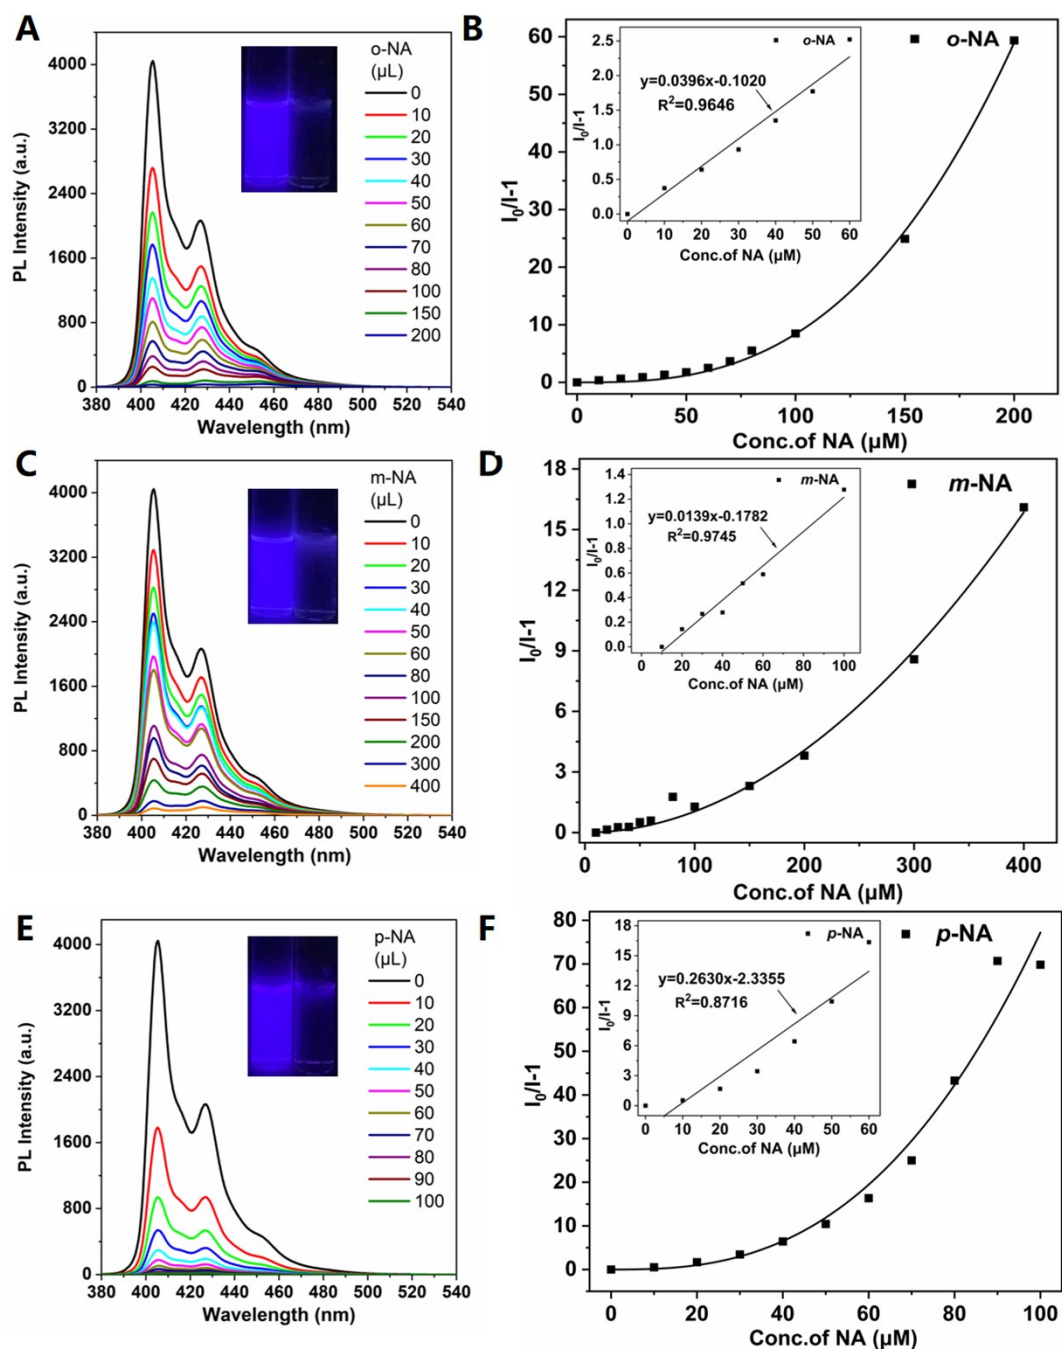 A
o-NA
(µL)
0
10
20
30
40
50
60
70
80
100
150
200
4000
3200
2400
1600
800
0
PL Intensity (a.u.)
380 400 420 440 460 480 500 520 540
Wavelength (nm)
B
o-NA
60
50
40
30
20
10
0
I0/I-1
0 50 100 150 200
Conc.of NA (µM)
o-NA
y=0.0396x-0.1020
R²=0.9646
2.5
2.0
1.5
1.0
0.5
0.0
I0/I-1
0 10 20 30 40 50 60
Conc.of NA (µM)
C
m-NA
(µL)
0
10
20
30
40
50
60
80
100
150
200
300
400
4000
3200
2400
1600
800
0
PL Intensity (a.u.)
380 400 420 440 460 480 500 520 540
Wavelength (nm)
D
m-NA
18
15
12
9
6
3
0
I0/I-1
0 100 200 300 400
Conc.of NA (µM)
m-NA
y=0.0139x-0.1782
R²=0.9745
1.4
1.2
1.0
0.8
0.6
0.4
0.2
0.0
I0/I-1
0 20 40 60 80 100
Conc.of NA (µM)
E
p-NA
(µL)
0
10
20
30
40
50
60
70
80
90
100
4000
3200
2400
1600
800
0
PL Intensity (a.u.)
380 400 420 440 460 480 500 520 540
Wavelength (nm)
F
p-NA
80
70
60
50
40
30
20
10
0
I0/I-1
0 20 40 60 80 100
Conc.of NA (µM)
p-NA
y=0.2630x-2.3355
R²=0.8716
18
15
12
9
6
3
0
I0/I-1
0 10 20 30 40 50 60
Conc.of NA (µM)